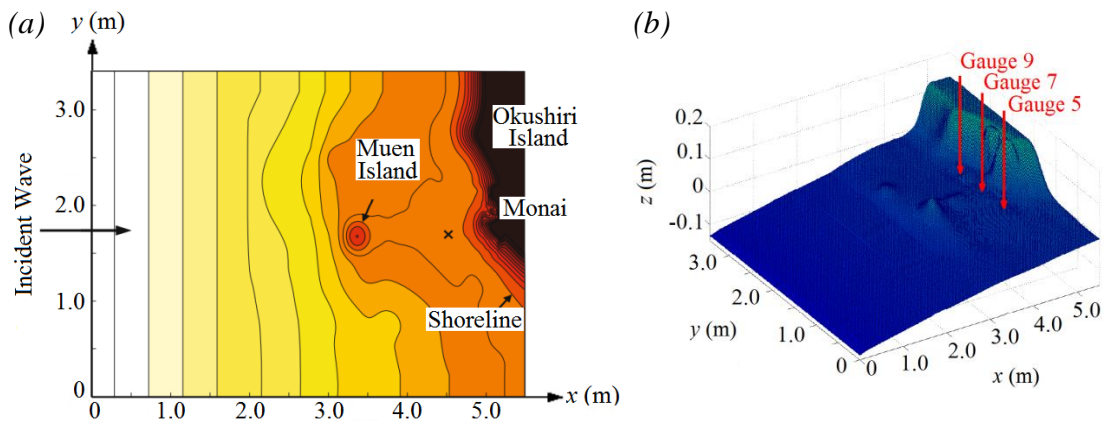 (a)
y (m)
3.0
2.0
1.0
0
0
1.0
2.0
3.0
4.0
5.0
x (m)
Incident Wave
Muen
Island
Okushiri
Island
Monai
Shoreline
(b)
Gauge 9
Gauge 7
Gauge 5
z (m)
0.2
0.1
0
-0.1
y (m)
3.0
2.0
1.0
0
0
1.0
2.0
3.0
4.0
5.0
x (m)